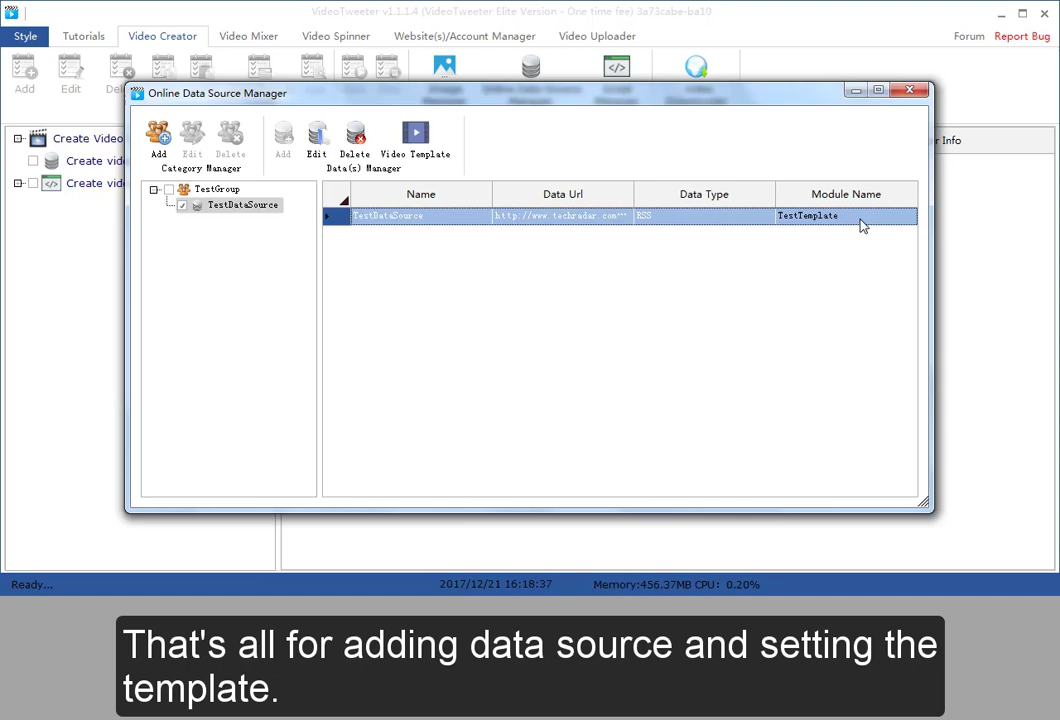 VideoTweeter v1.1.1.4 (VideoTweeter Elite Version - One time fee) 3a73cabe-ba10
Style Tutorials Video Creator Video Mixer Video Spinner Website(s)/Account Manager Video Uploader Forum Report Bug
Add Edit
Online Data Source Manager
Create Video
Create vid
Create vid
Info
Add Edit Delete Add Edit Delete Video Template
Category Manager Data(s) Manager
TestGroup
TestDataSource
Name Data Url Data Type Module Name
TestDataSource http://www.techradar.com··· RSS TestTemplate
Ready... 2017/12/21 16:18:37 Memory:456.37MB CPU: 0.20%
That's all for adding data source and setting the
template.